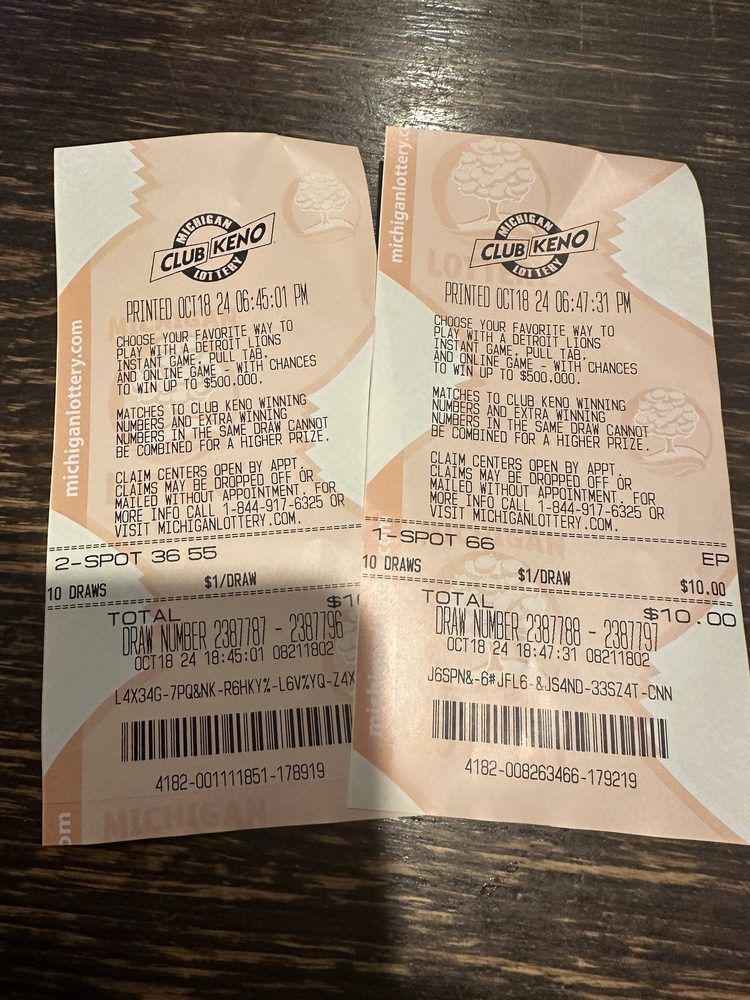 MICHIGAN
CLUB KENO
LOTTERY
PRINTED OCT18 24 06:45:01 PM
CHOOSE YOUR FAVORITE WAY TO
PLAY WITH A DETROIT LIONS
INSTANT GAME, PULL TAB,
AND ONLINE GAME - WITH CHANCES
TO WIN UP TO $500,000.
MATCHES TO CLUB KENO WINNING
NUMBERS AND EXTRA WINNING
NUMBERS IN THE SAME DRAW CANNOT
BE COMBINED FOR A HIGHER PRIZE.
CLAIM CENTERS OPEN BY APPT.
CLAIMS MAY BE DROPPED OFF OR
MAILED WITHOUT APPOINTMENT. FOR
MORE INFO CALL 1-844-917-6325 OR
VISIT MICHIGANLOTTERY.COM.
2-SPOT 36 55
10 DRAWS $1/DRAW
TOTAL $1
DRAW NUMBER 2387787 - 2387796
OCT18 24 18:45:01 08211802
L4X34G-7PQ&NK-R6HKY%-L6V%YQ-Z4X
4182-001111851-178919
michiganlottery.com
om
MICHIGAN
michiganlottery.c
MICHIGAN
CLUB KENO
LOTTERY
PRINTED OCT18 24 06:47:31 PM
CHOOSE YOUR FAVORITE WAY TO
PLAY WITH A DETROIT LIONS
INSTANT GAME, PULL TAB,
AND ONLINE GAME - WITH CHANCES
TO WIN UP TO $500,000.
MATCHES TO CLUB KENO WINNING
NUMBERS AND EXTRA WINNING
NUMBERS IN THE SAME DRAW CANNOT
BE COMBINED FOR A HIGHER PRIZE.
CLAIM CENTERS OPEN BY APPT.
CLAIMS MAY BE DROPPED OFF OR
MAILED WITHOUT APPOINTMENT. FOR
MORE INFO CALL 1-844-917-6325 OR
VISIT MICHIGANLOTTERY.COM.
1-SPOT 66 EP
10 DRAWS $1/DRAW $10.00
TOTAL $10.00
DRAW NUMBER 2387788 - 2387797
OCT18 24 18:47:31 08211802
J6SPN&-6#JFL6-&JS4ND-33SZ4T-CNN
4182-008263466-179219